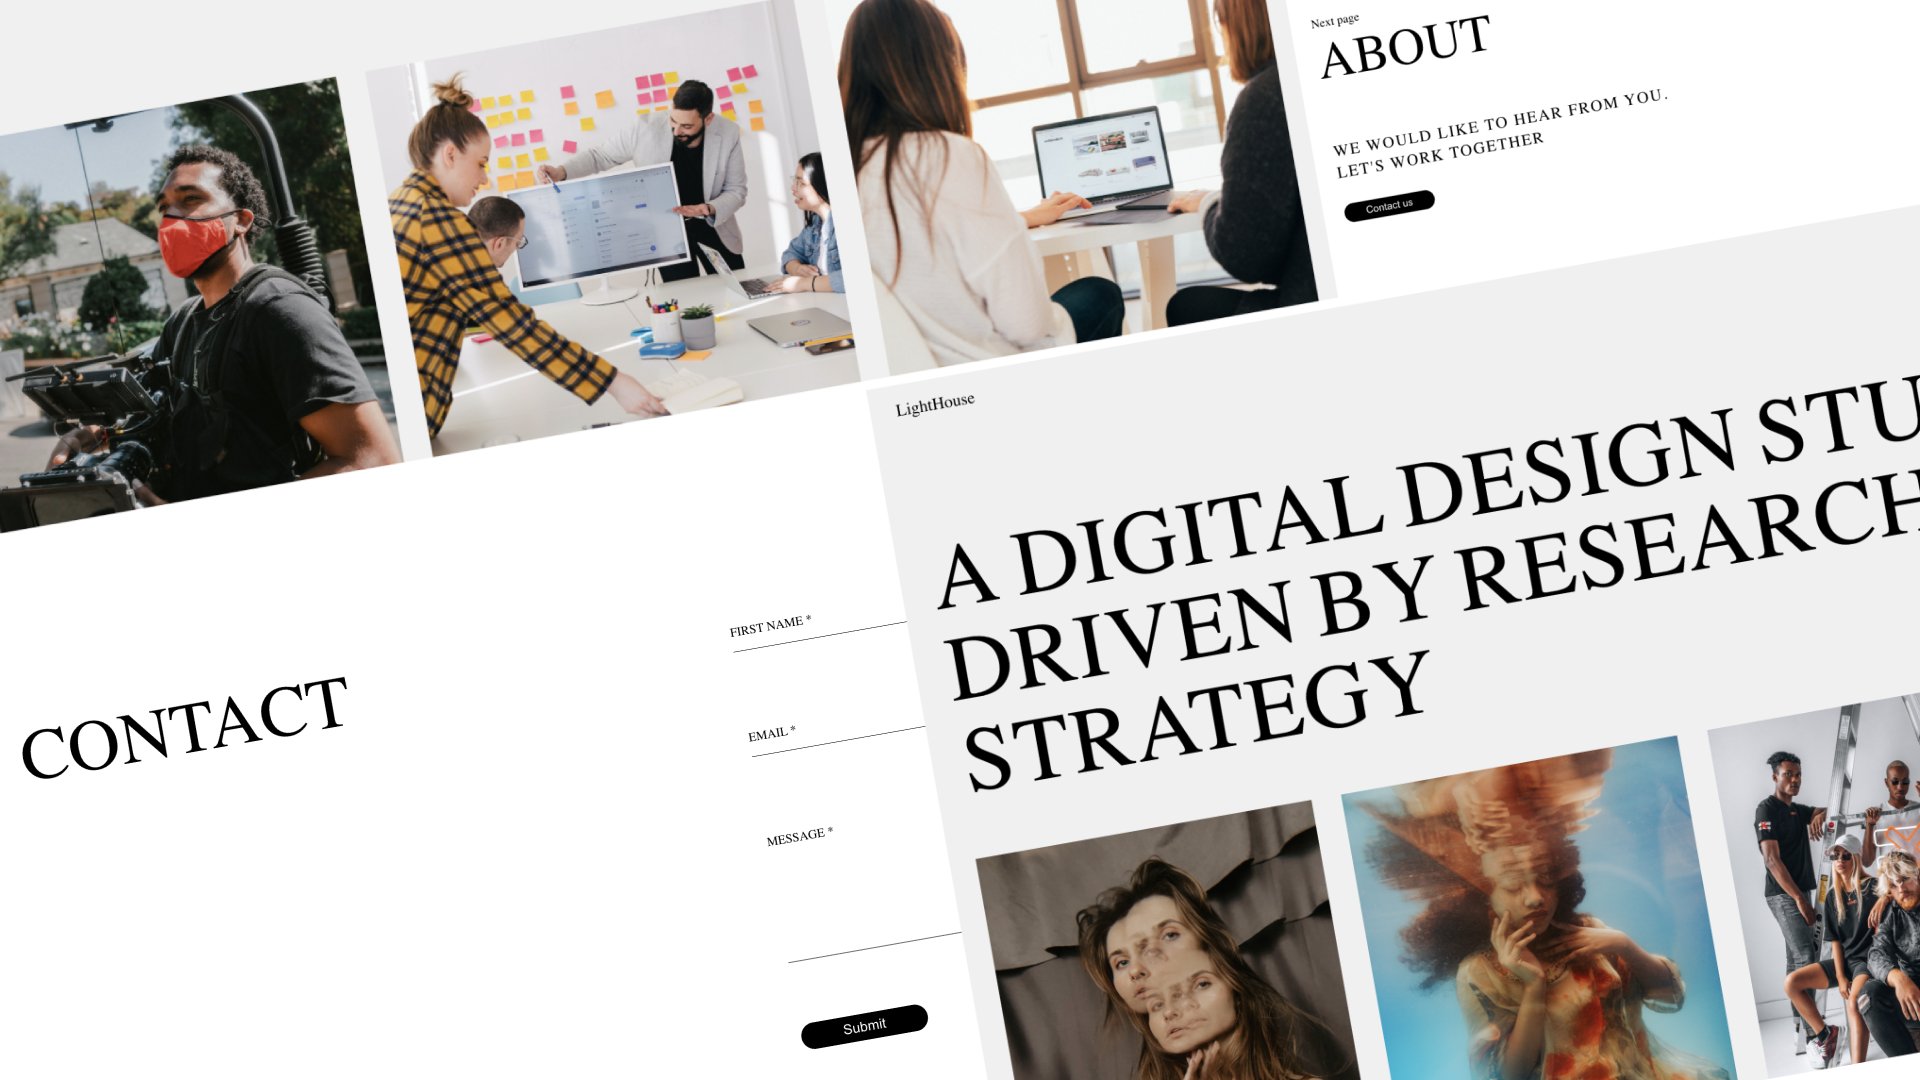 Next page
ABOUT
WE WOULD LIKE TO HEAR FROM YOU.
LET'S WORK TOGETHER
Contact us
LightHouse
A DIGITAL DESIGN STU
DRIVEN BY RESEARCH
STRATEGY
CONTACT
FIRST NAME *
EMAIL *
MESSAGE *
Submit